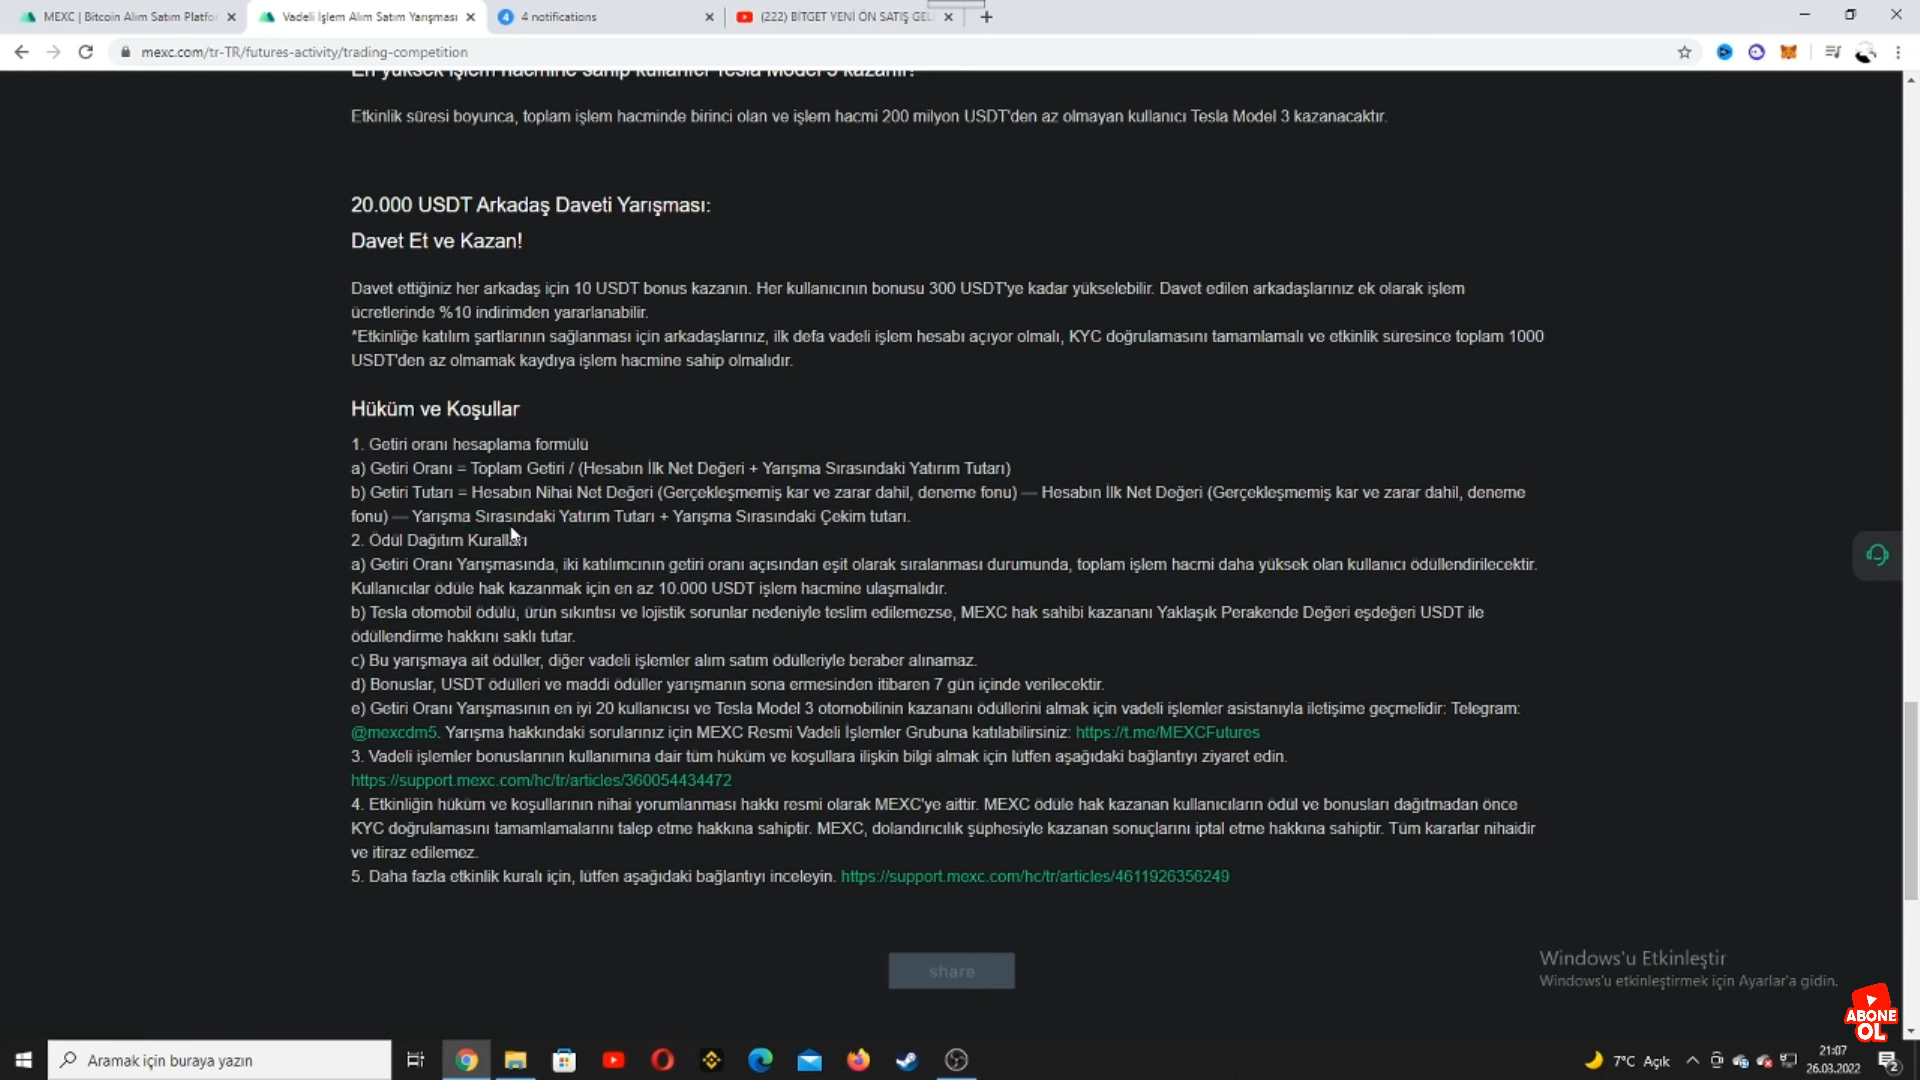 MEXC | Bitcoin Alım Satım Platfo
Vadeli İşlem Alım Satım Yarışması
4 notifications
(222) BİTGET YENİ ÖN SATIŞ GEL
mexc.com/tr-TR/futures-activity/trading-competition
En yüksek işlem hacmine sahip kullanıcı Tesla Model 3 kazanır!
Etkinlik süresi boyunca, toplam işlem hacminde birinci olan ve işlem hacmi 200 milyon USDT'den az olmayan kullanıcı Tesla Model 3 kazanacaktır.
20.000 USDT Arkadaş Daveti Yarışması:
Davet Et ve Kazan!
Davet ettiğiniz her arkadaş için 10 USDT bonus kazanın. Her kullanıcının bonusu 300 USDT'ye kadar yükselebilir. Davet edilen arkadaşlarınız ek olarak işlem
ücretlerinde %10 indirimden yararlanabilir.
*Etkinliğe katılım şartlarının sağlanması için arkadaşlarınız, ilk defa vadeli işlem hesabı açıyor olmalı, KYC doğrulamasını tamamlamalı ve etkinlik süresince toplam 1000
USDT'den az olmamak kaydıya işlem hacmine sahip olmalıdır.
Hüküm ve Koşullar
1. Getiri oranı hesaplama formülü
a) Getiri Oranı = Toplam Getiri / (Hesabın İlk Net Değeri + Yarışma Sırasındaki Yatırım Tutarı)
b) Getiri Tutarı = Hesabın Nihai Net Değeri (Gerçekleşmemiş kar ve zarar dahil, deneme fonu) — Hesabın İlk Net Değeri (Gerçekleşmemiş kar ve zarar dahil, deneme
fonu) — Yarışma Sırasındaki Yatırım Tutarı + Yarışma Sırasındaki Çekim tutarı.
2. Ödül Dağıtım Kuralları
a) Getiri Oranı Yarışmasında, iki katılımcının getiri oranı açısından eşit olarak sıralanması durumunda, toplam işlem hacmi daha yüksek olan kullanıcı ödüllendirilecektir.
Kullanıcılar ödüle hak kazanmak için en az 10.000 USDT işlem hacmine ulaşmalıdır.
b) Tesla otomobil ödülü, ürün sıkıntısı ve lojistik sorunlar nedeniyle teslim edilemezse, MEXC hak sahibi kazananı Yaklaşık Perakende Değeri eşdeğeri USDT ile
ödüllendirme hakkını saklı tutar.
c) Bu yarışmaya ait ödüller, diğer vadeli işlemler alım satım ödülleriyle beraber alınamaz.
d) Bonuslar, USDT ödülleri ve maddi ödüller yarışmanın sona ermesinden itibaren 7 gün içinde verilecektir.
e) Getiri Oranı Yarışmasının en iyi 20 kullanıcısı ve Tesla Model 3 otomobilinin kazananı ödüllerini almak için vadeli işlemler asistanıyla iletişime geçmelidir: Telegram:
@mexcdm5. Yarışma hakkındaki sorularınız için MEXC Resmi Vadeli İşlemler Grubuna katılabilirsiniz: https://t.me/MEXCFutures
3. Vadeli işlemler bonuslarının kullanımına dair tüm hüküm ve koşullara ilişkin bilgi almak için lütfen aşağıdaki bağlantıyı ziyaret edin.
https://support.mexc.com/hc/tr/articles/360054434472
4. Etkinliğin hüküm ve koşullarının nihai yorumlanması hakkı resmi olarak MEXC'ye aittir. MEXC ödüle hak kazanan kullanıcıların ödül ve bonusları dağıtmadan önce
KYC doğrulamasını tamamlamalarını talep etme hakkına sahiptir. MEXC, dolandırıcılık şüphesiyle kazanan sonuçlarını iptal etme hakkına sahiptir. Tüm kararlar nihaidir
ve itiraz edilemez.
5. Daha fazla etkinlik kuralı için, lütfen aşağıdaki bağlantıyı inceleyin. https://support.mexc.com/hc/tr/articles/4611926356249
share
Windows'u Etkinleştir
Windows'u etkinleştirmek için Ayarlar'a gidin.
ABONE
OL
Aramak için buraya yazın
7°C Açık
21:07
26.03.2022
2